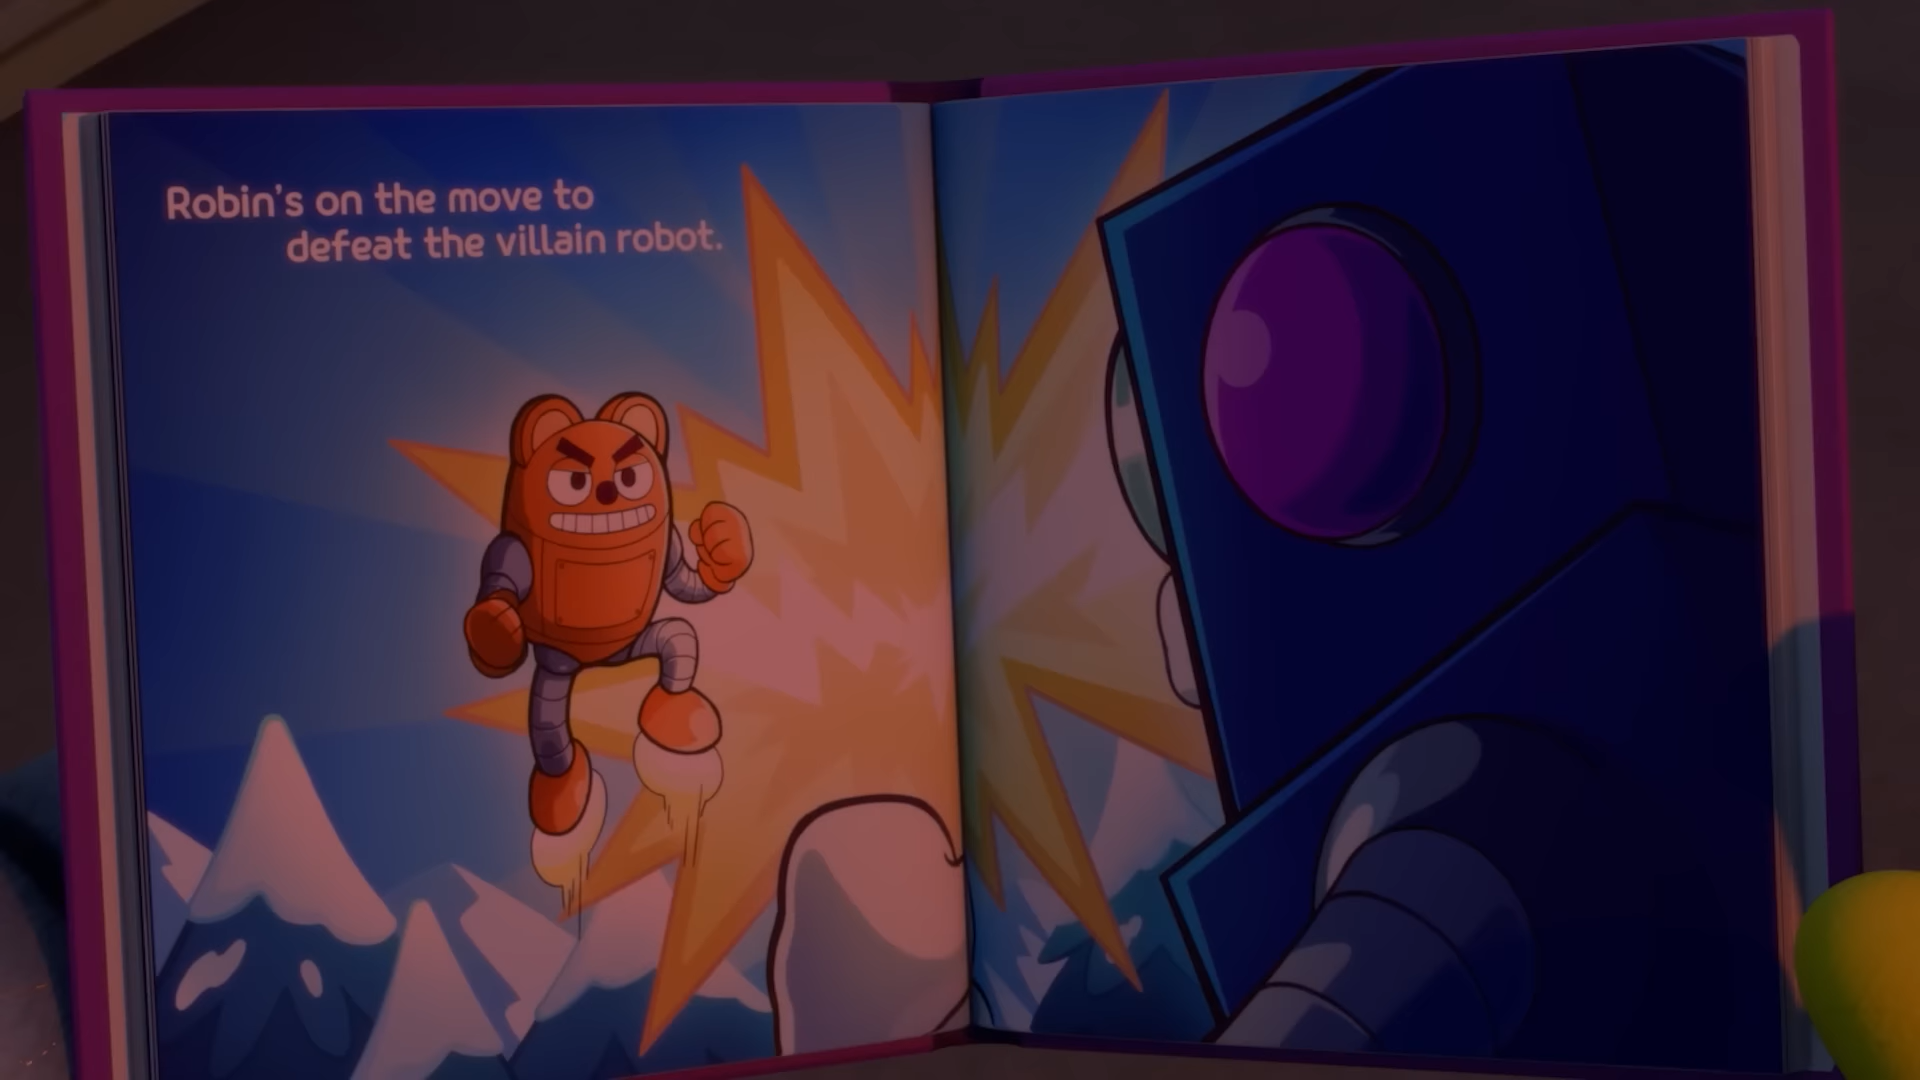 Robin's on the move to
defeat the villain robot.